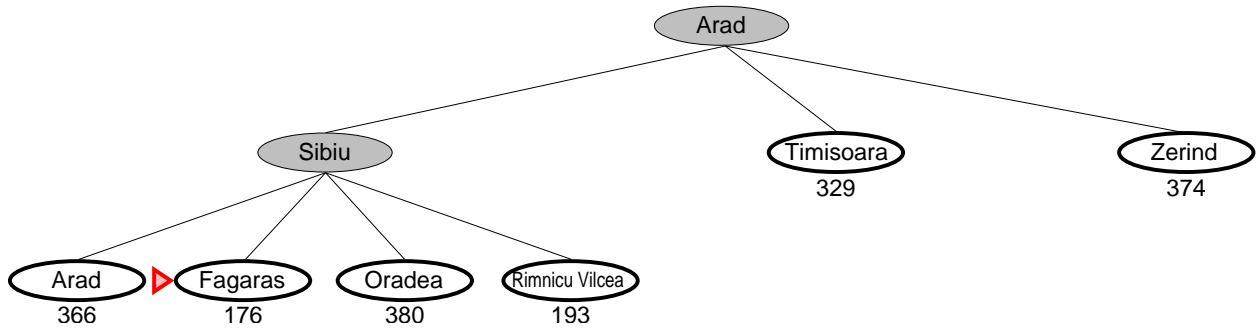 Arad
Sibiu
Timisoara
Zerind
329
374
Arad
Fagaras
Oradea
Rimnicu Vilcea
366
176
380
193